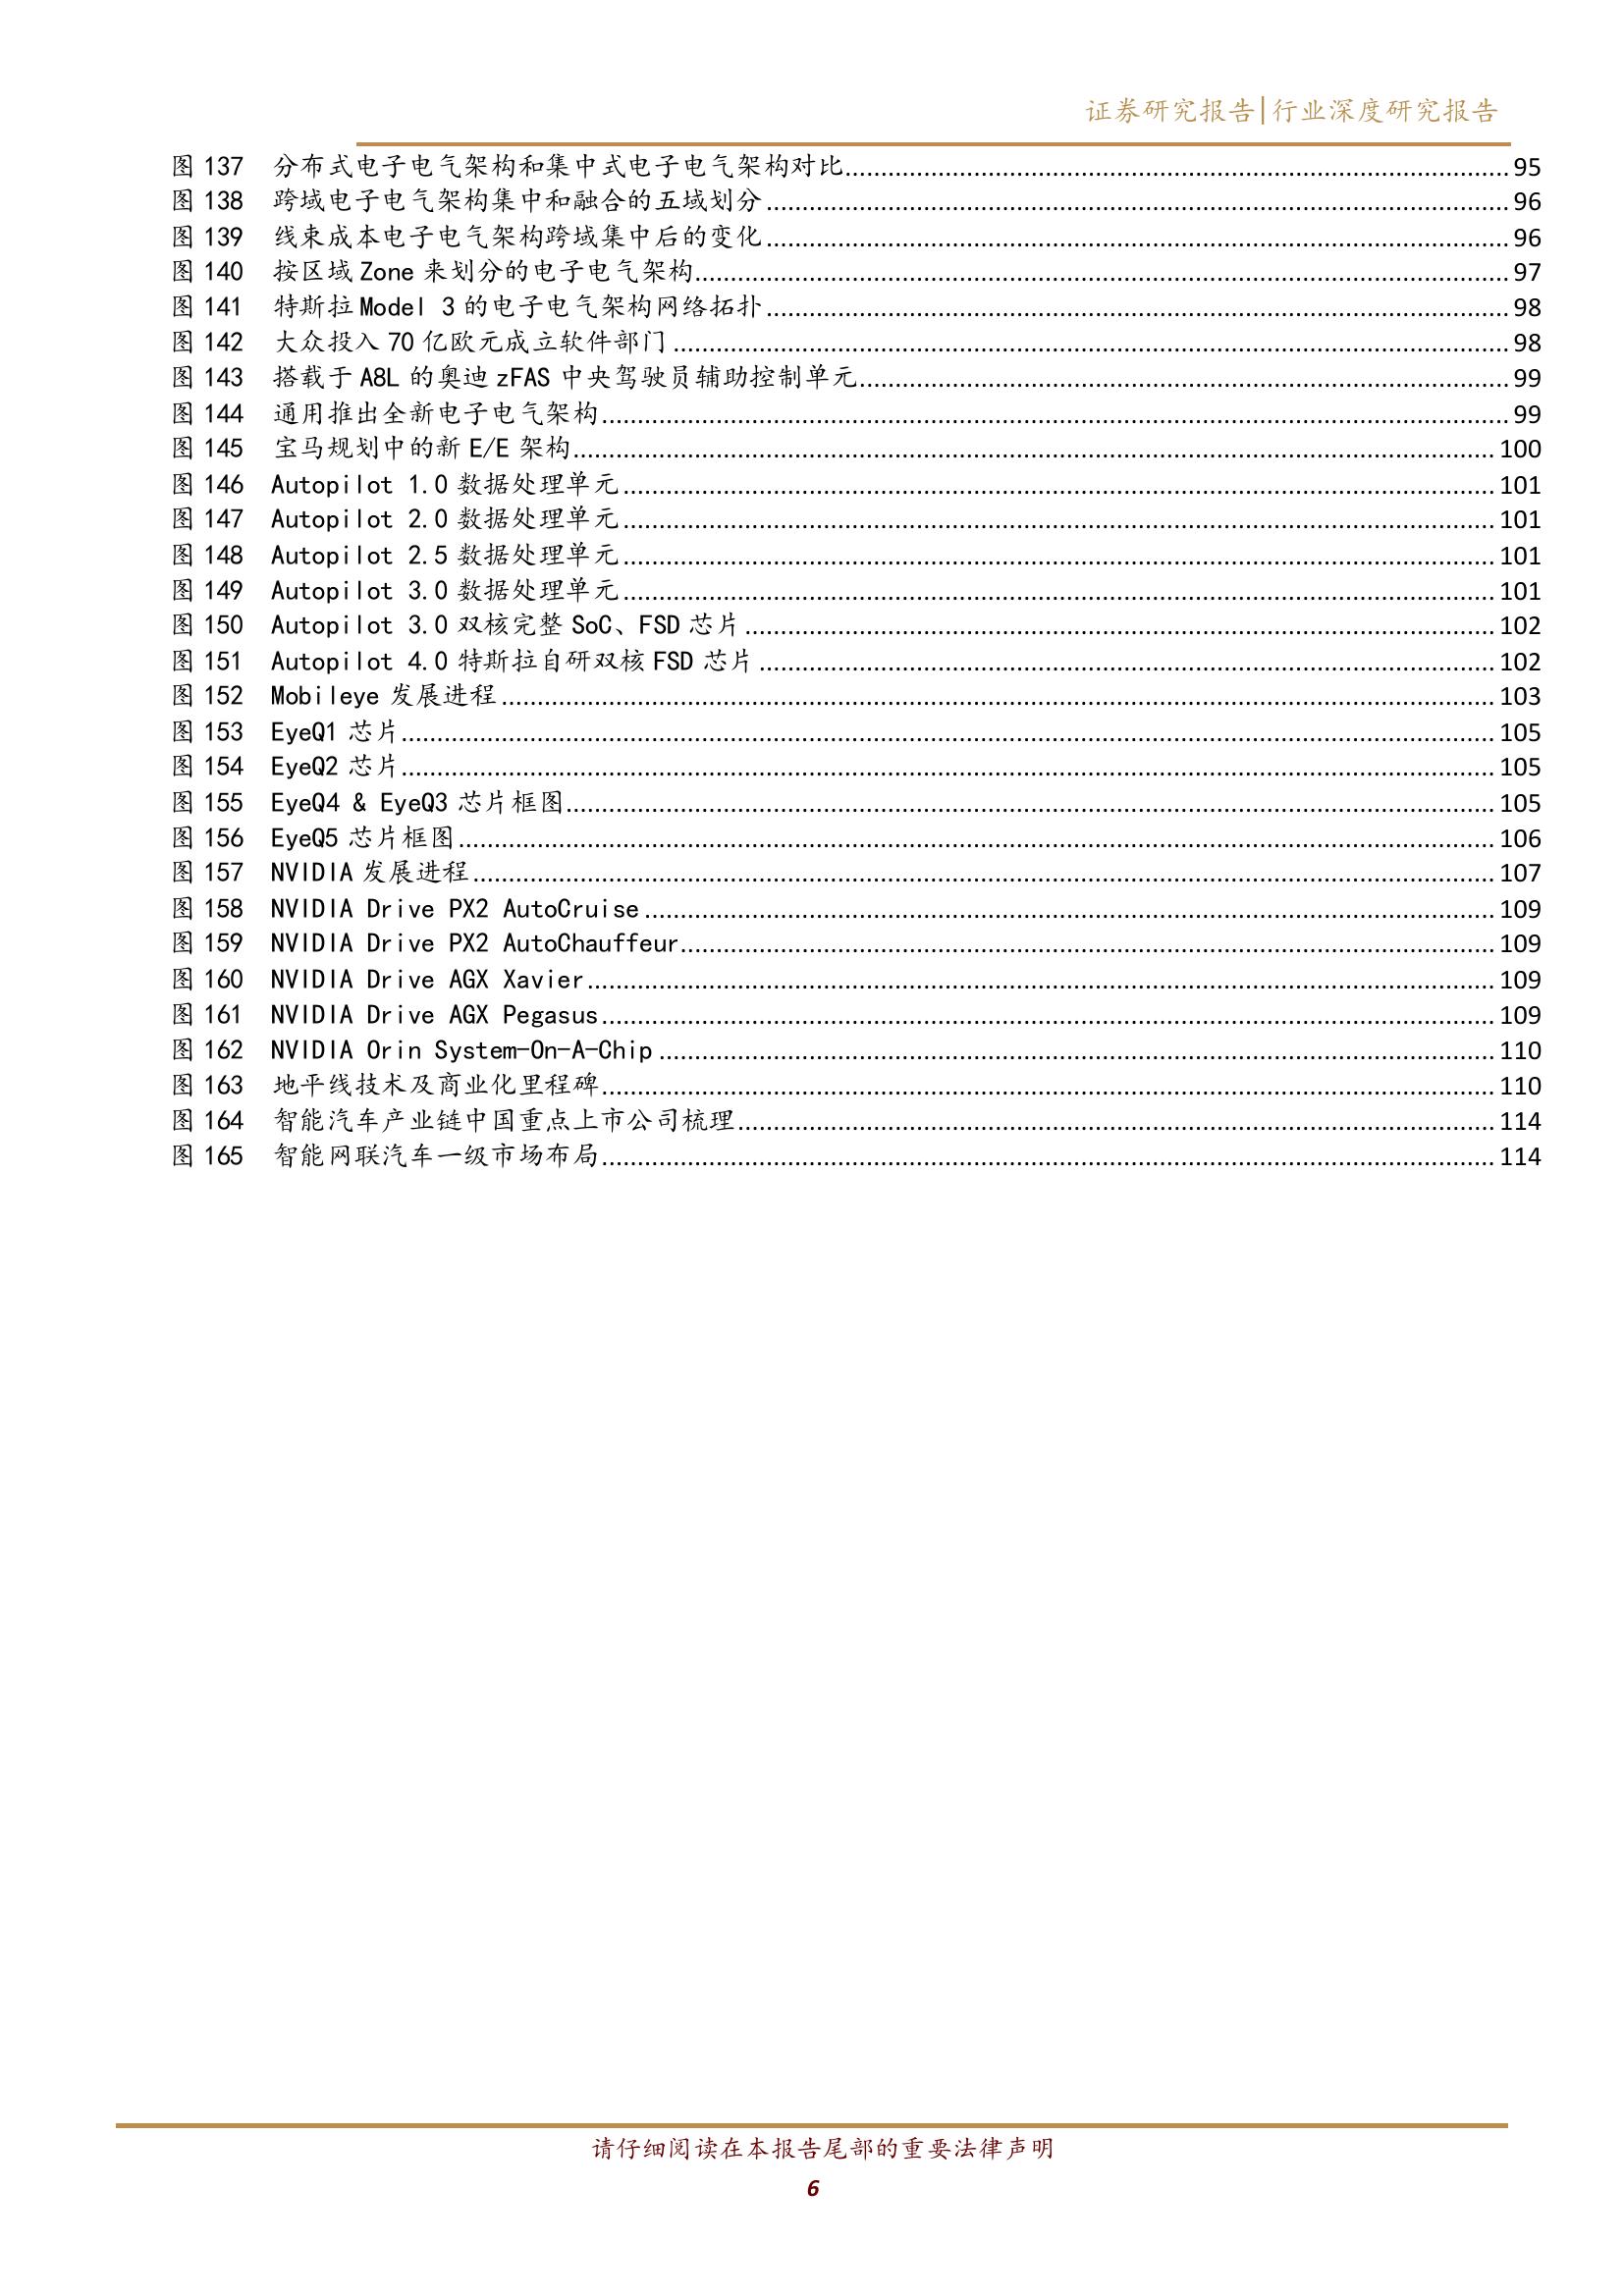 证券研究报告|行业深度研究报告
图 137 分布式电子电气架构和集中式电子电气架构对比........95
图 138 跨域电子电气架构集中和融合的五域划分........96
图 139 线束成本电子电气架构跨域集中后的变化........96
图 140 按区域 Zone 来划分的电子电气架构........97
图 141 特斯拉 Model 3 的电子电气架构网络拓扑........98
图 142 大众投入 70 亿欧元成立软件部门........98
图 143 搭载于 A8L 的奥迪 zFAS 中央驾驶员辅助控制单元........99
图 144 通用推出全新电子电气架构........99
图 145 宝马规划中的新 E/E 架构........100
图 146 Autopilot 1.0 数据处理单元........101
图 147 Autopilot 2.0 数据处理单元........101
图 148 Autopilot 2.5 数据处理单元........101
图 149 Autopilot 3.0 数据处理单元........101
图 150 Autopilot 3.0 双核完整 SoC、FSD 芯片........102
图 151 Autopilot 4.0 特斯拉自研双核 FSD 芯片........102
图 152 Mobileye 发展进程........103
图 153 EyeQ1 芯片........105
图 154 EyeQ2 芯片........105
图 155 EyeQ4 & EyeQ3 芯片框图........105
图 156 EyeQ5 芯片框图........106
图 157 NVIDIA 发展进程........107
图 158 NVIDIA Drive PX2 AutoCruise........109
图 159 NVIDIA Drive PX2 AutoChauffeur........109
图 160 NVIDIA Drive AGX Xavier........109
图 161 NVIDIA Drive AGX Pegasus........109
图 162 NVIDIA Orin System-On-A-Chip........110
图 163 地平线技术及商业化里程碑........110
图 164 智能汽车产业链中国重点上市公司梳理........114
图 165 智能网联汽车一级市场布局........114
请仔细阅读在本报告尾部的重要法律声明
6